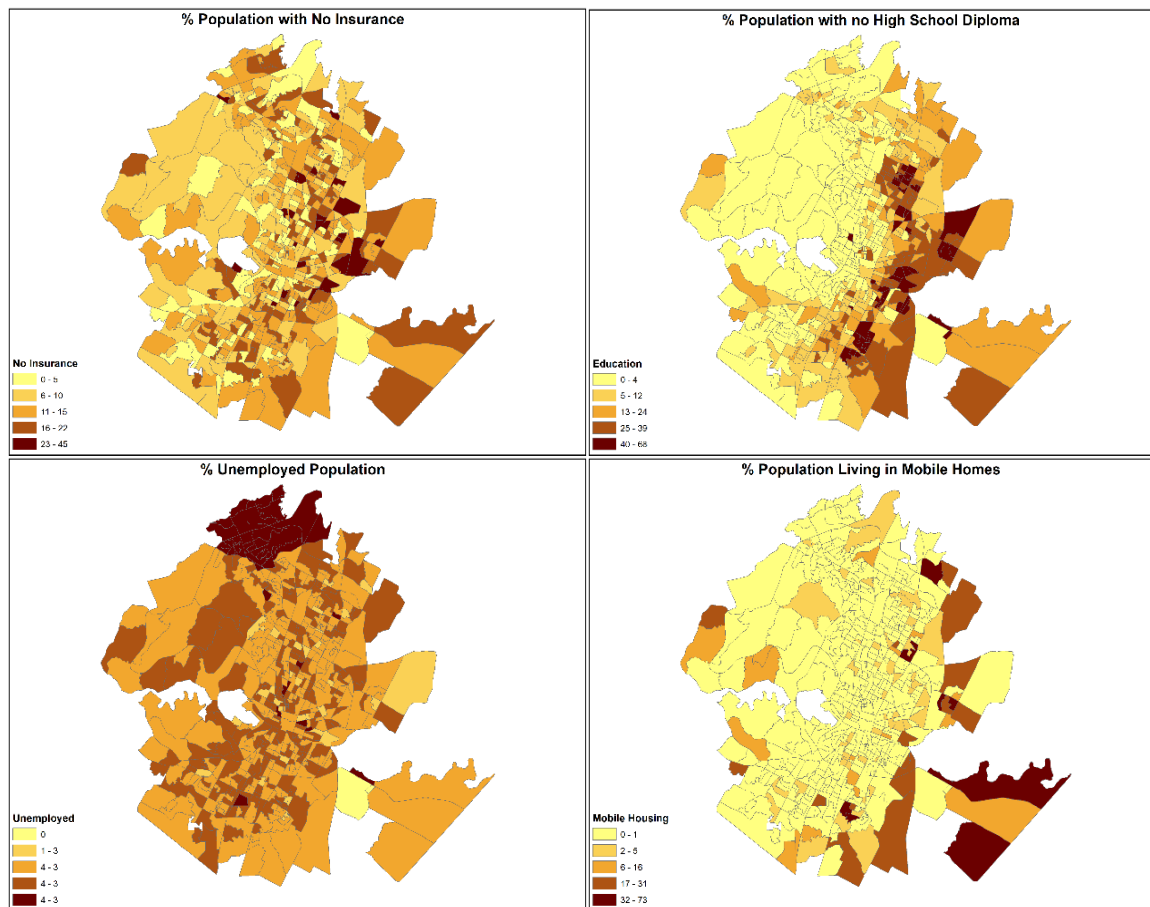 % Population with No Insurance
No Insurance
0 - 5
6 - 10
11 - 15
16 - 22
23 - 45
% Population with no High School Diploma
Education
0 - 4
5 - 12
13 - 24
25 - 39
40 - 68
% Unemployed Population
Unemployed
0
1 - 3
4 - 3
4 - 3
4 - 3
% Population Living in Mobile Homes
Mobile Housing
0 - 1
2 - 5
6 - 16
17 - 31
32 - 73